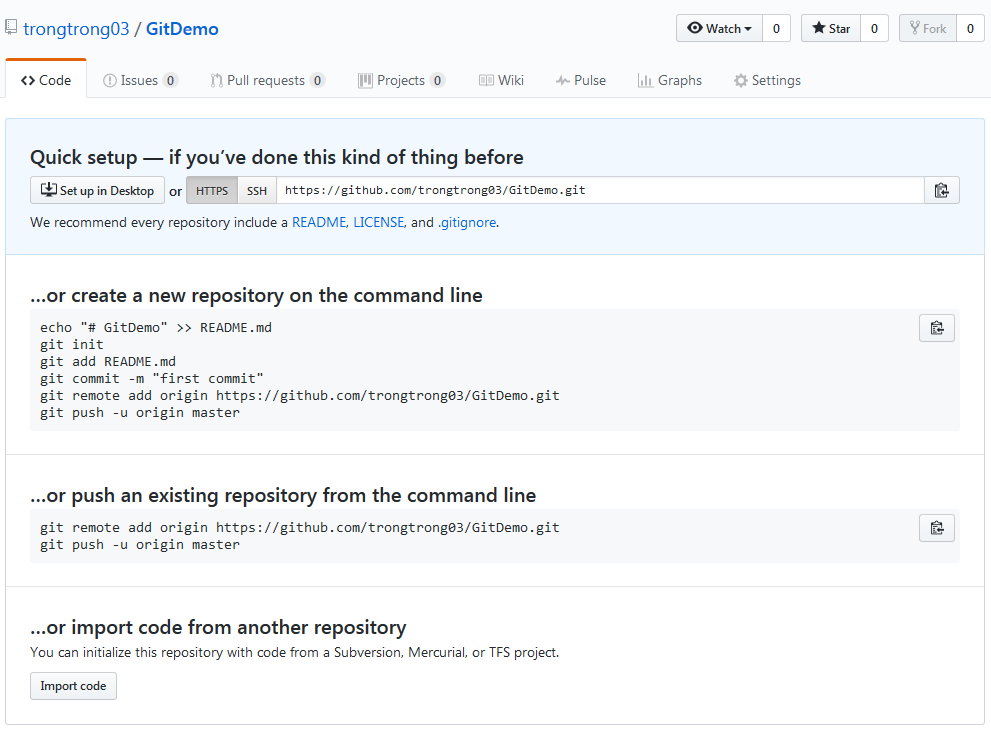 trongtrong03 / GitDemo
Watch 0 Star 0 Fork 0
Code Issues 0 Pull requests 0 Projects 0 Wiki Pulse Graphs Settings
Quick setup — if you’ve done this kind of thing before
Set up in Desktop or HTTPS SSH https://github.com/trongtrong03/GitDemo.git
We recommend every repository include a README, LICENSE, and .gitignore.
…or create a new repository on the command line
echo "# GitDemo" >> README.md
git init
git add README.md
git commit -m "first commit"
git remote add origin https://github.com/trongtrong03/GitDemo.git
git push -u origin master
…or push an existing repository from the command line
git remote add origin https://github.com/trongtrong03/GitDemo.git
git push -u origin master
…or import code from another repository
You can initialize this repository with code from a Subversion, Mercurial, or TFS project.
Import code